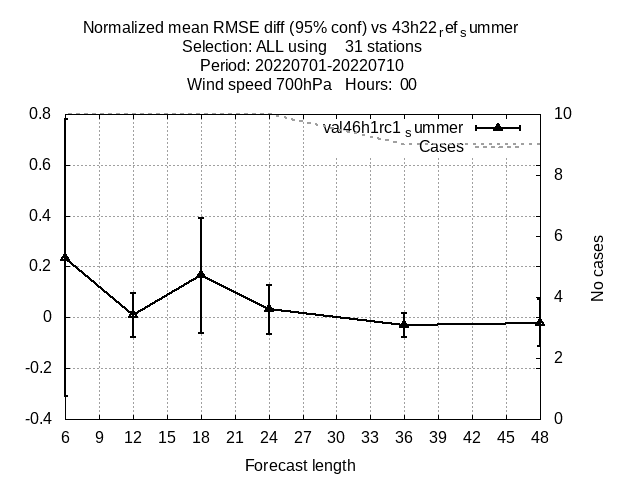 Normalized mean RMSE diff (95% conf) vs 43h22refsummer
Selection: ALL using 31 stations
Period: 20220701-20220710
Wind speed 700hPa Hours: 00
val46h1rc1summer
Cases
0.8
0.6
0.4
0.2
0
-0.2
-0.4
10
8
6
4
2
0
No cases
6 9 12 15 18 21 24 27 30 33 36 39 42 45 48
Forecast length